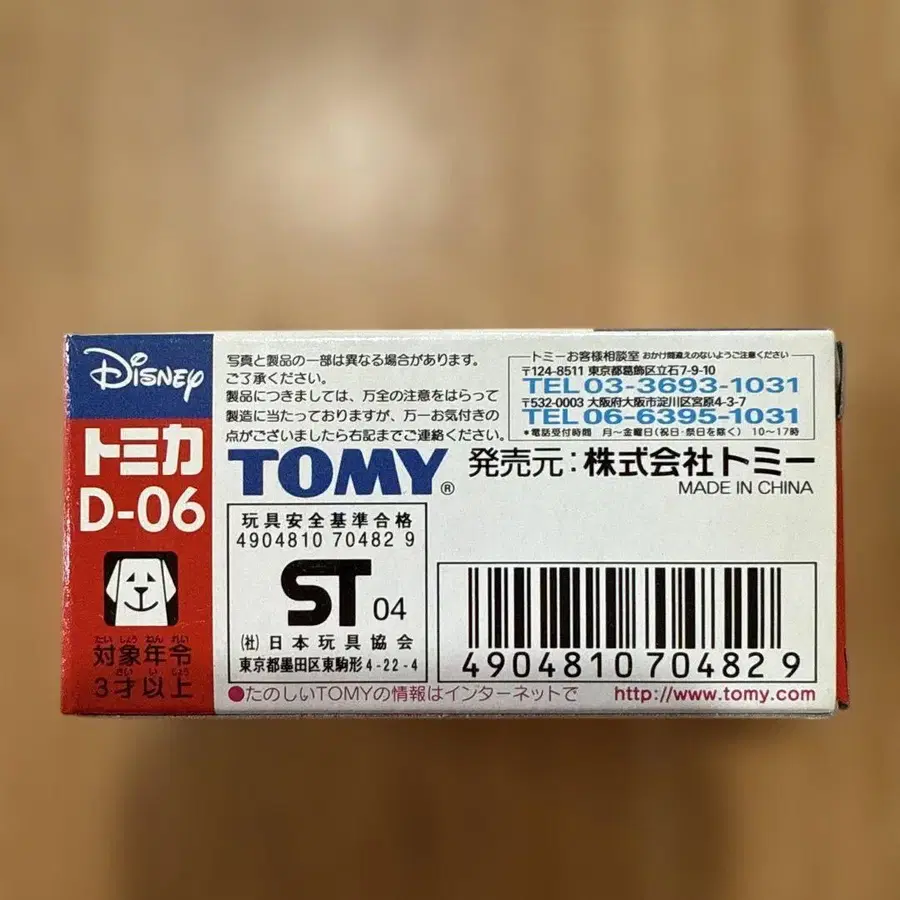 Disney
トミカ
D-06
たいしょうねんれい
対象年令
さいいじょう
3才以上
写真と製品の一部は異なる場合があります。
ご了承ください。
製品につきましては、万全の注意をはらって
製造に当たっておりますが、万一お気付きの
点がございましたら右記までご連絡ください。
トミーお客様相談室 おかけ間違えのないようご注意ください
〒124-8511 東京都葛飾区立石7-9-10
TEL 03-3693-1031
〒532-0003 大阪府大阪市淀川区宮原4-3-7
TEL 06-6395-1031
*電話受付時間 月〜金曜日(祝日・祭日を除く) 10〜17時
TOMY® 発売元:株式会社トミー
MADE IN CHINA
玩具安全基準合格
4904810 70482 9
ST 04
(社)日本玩具協会
東京都墨田区東駒形4-22-4
4904810704829
●たのしいTOMYの情報はインターネットで http://www.tomy.com